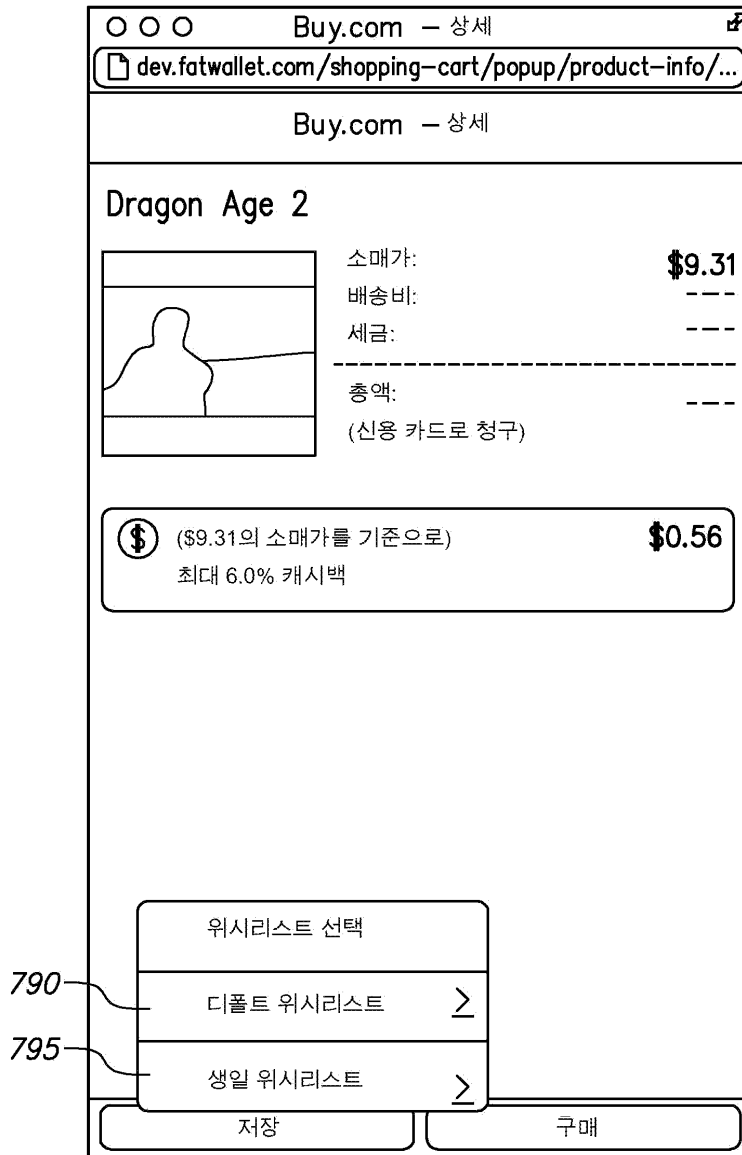 Buy.com – 상세
dev.fatwallet.com/shopping-cart/popup/product-info/...
Buy.com – 상세
Dragon Age 2
소매가: $9.31
배송비: ---
세금: ---
총액: ---
(신용 카드로 청구)
($9.31의 소매가를 기준으로) $0.56
최대 6.0% 캐시백
위시리스트 선택
790 디폴트 위시리스트 >
795 생일 위시리스트 >
저장 구매